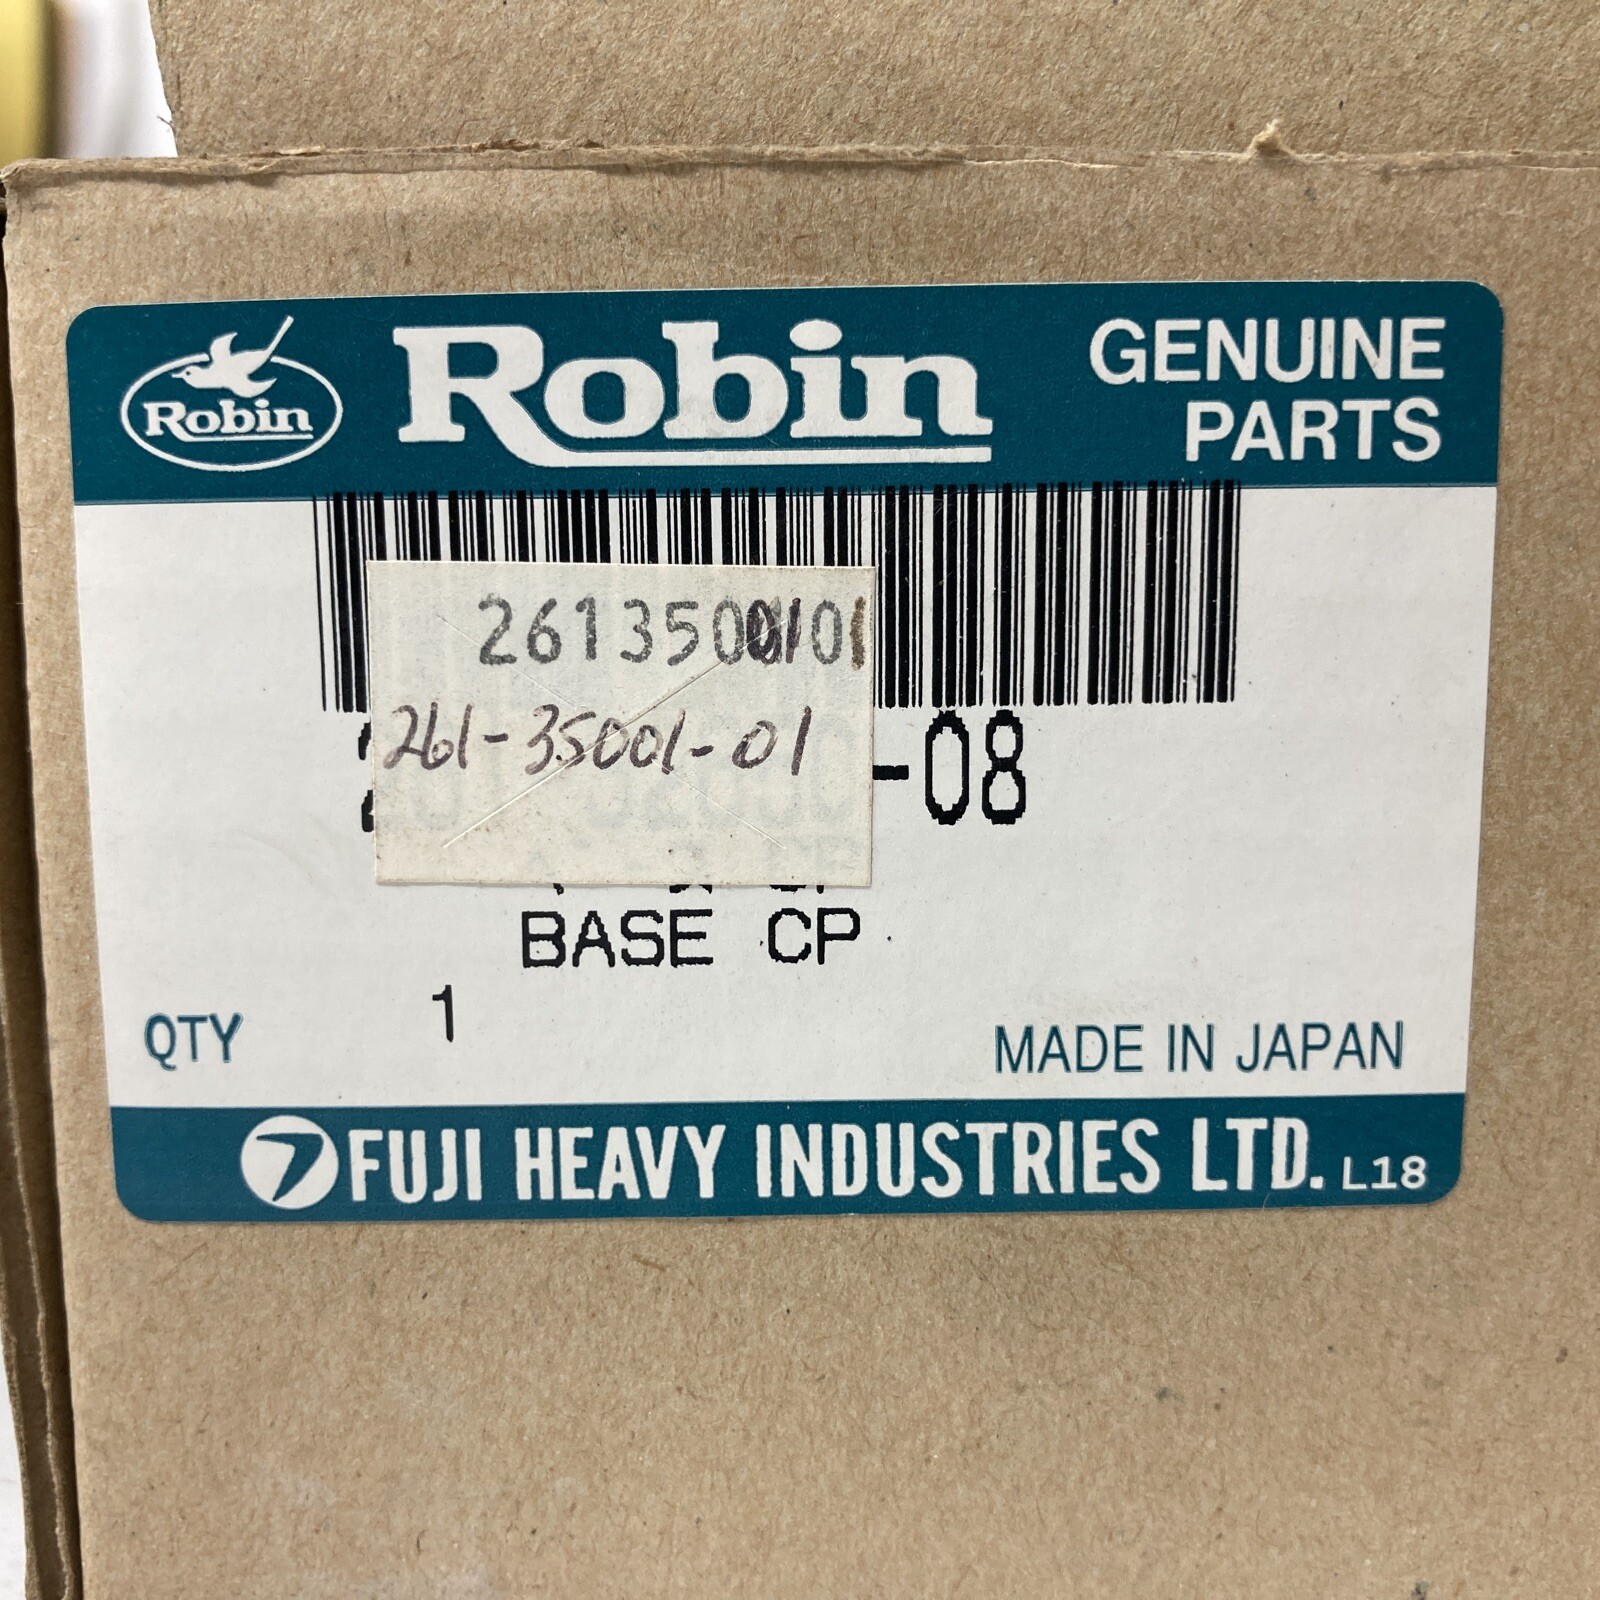 Robin
Robin
GENUINE
PARTS
261-35001-01
-08
BASE CP
1
QTY
MADE IN JAPAN
FUJI HEAVY INDUSTRIES LTD. L18